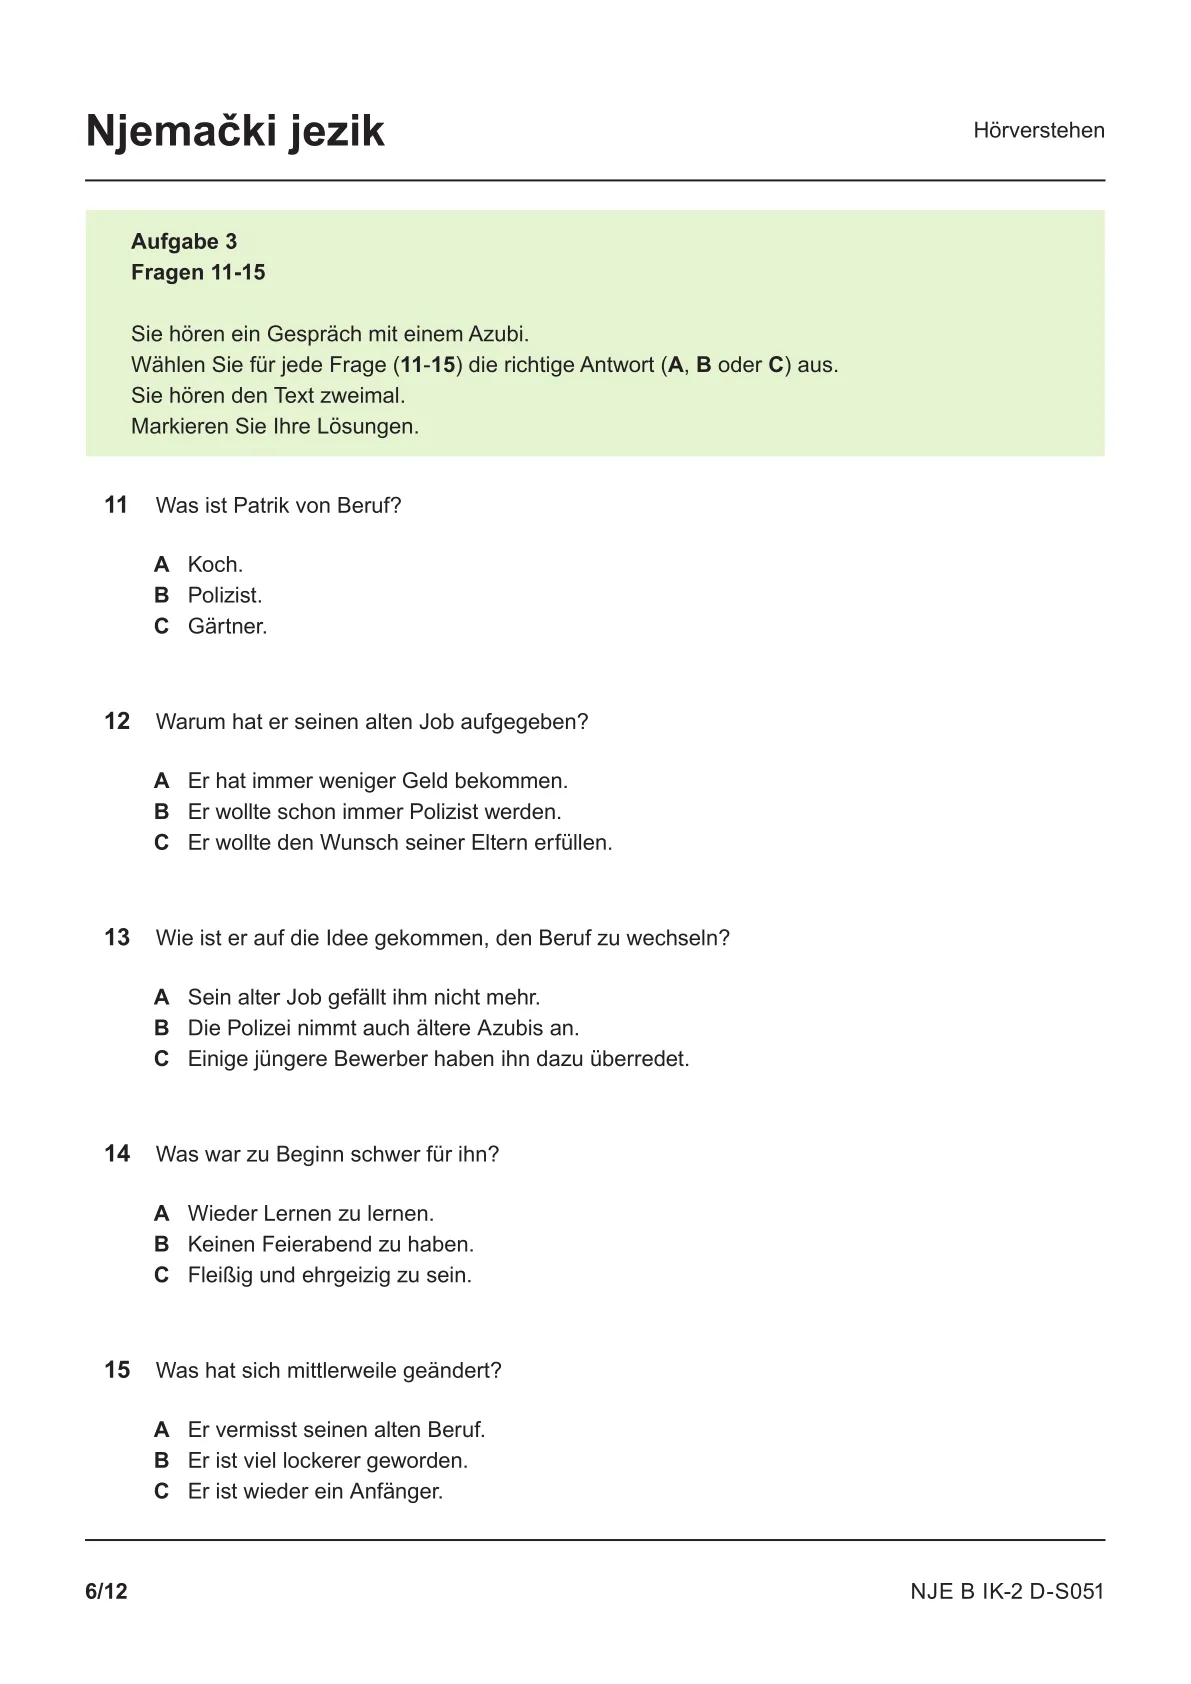 Njemački jezik
Hörverstehen
Aufgabe 3
Fragen 11-15
Sie hören ein Gespräch mit einem Azubi.
Wählen Sie für jede Frage (11-15) die richtige Antwort (A, B oder C) aus.
Sie hören den Text zweimal.
Markieren Sie Ihre Lösungen.
11 Was ist Patrik von Beruf?
A Koch.
B Polizist.
C Gärtner.
12 Warum hat er seinen alten Job aufgegeben?
A Er hat immer weniger Geld bekommen.
B Er wollte schon immer Polizist werden.
C Er wollte den Wunsch seiner Eltern erfüllen.
13 Wie ist er auf die Idee gekommen, den Beruf zu wechseln?
A Sein alter Job gefällt ihm nicht mehr.
B Die Polizei nimmt auch ältere Azubis an.
C Einige jüngere Bewerber haben ihn dazu überredet.
14 Was war zu Beginn schwer für ihn?
A Wieder Lernen zu lernen.
B Keinen Feierabend zu haben.
C Fleißig und ehrgeizig zu sein.
15 Was hat sich mittlerweile geändert?
A Er vermisst seinen alten Beruf.
B Er ist viel lockerer geworden.
C Er ist wieder ein Anfänger.
6/12
NJE B IK-2 D-S051